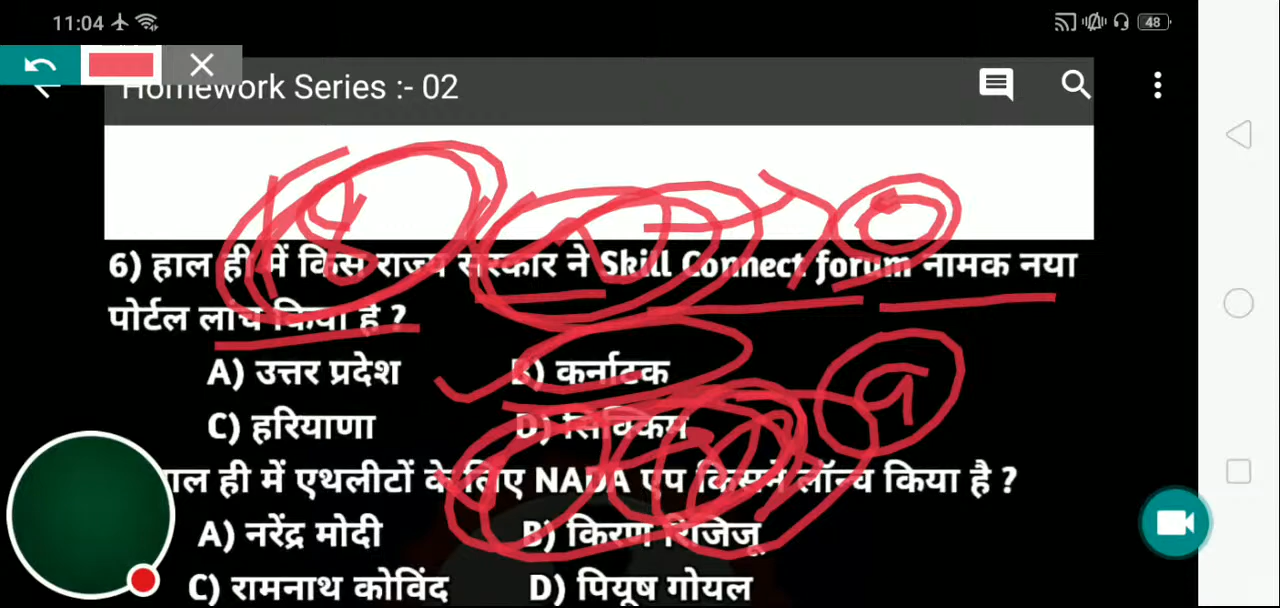 11:04
48
Homework Series :- 02
6) हाल ही में किस राज्य सरकार ने Skill Connect forum नामक नया
पोर्टल लांच किया है ?
A) उत्तर प्रदेश B) कर्नाटक
C) हरियाणा D) सिक्किम
हाल ही में एथलीटों के लिए NADA एप किसने लॉन्च किया है ?
A) नरेंद्र मोदी B) किरण रिजिजू
C) रामनाथ कोविंद D) पियूष गोयल